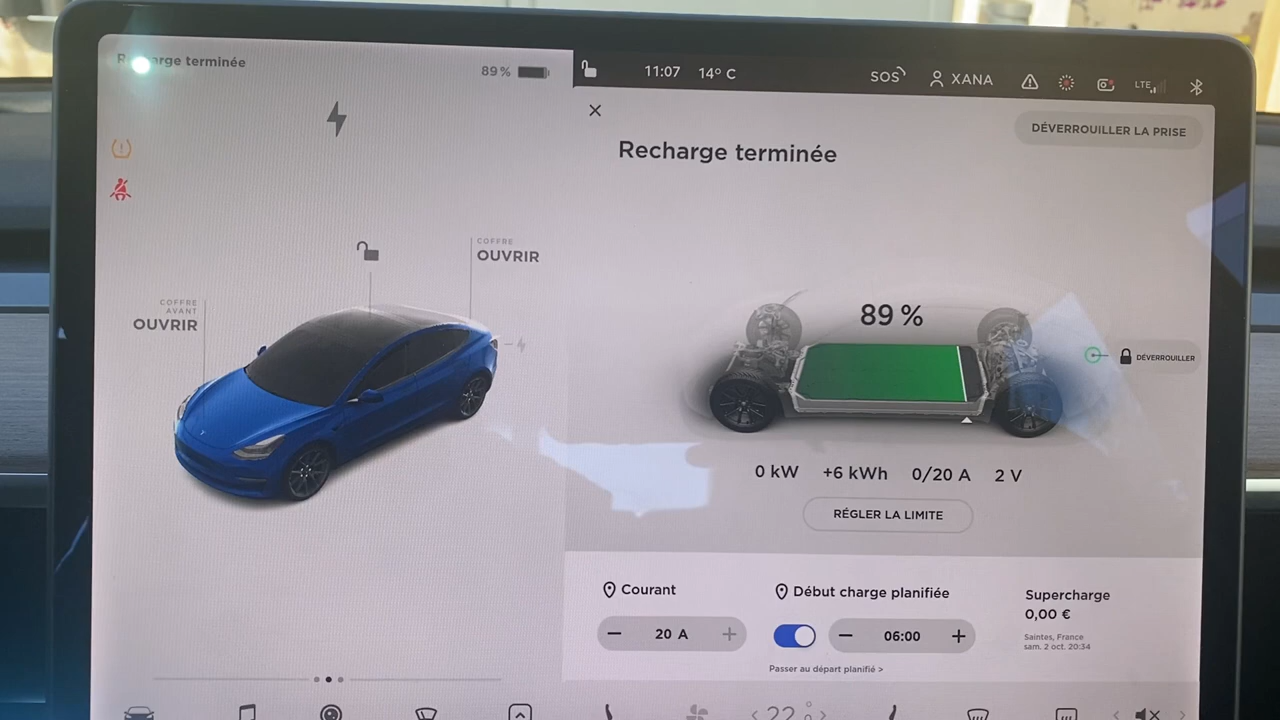 Recharge terminée
89 %
11:07
14° C
SOS
XANA
LTE
DÉVERROUILLER LA PRISE
Recharge terminée
COFFRE
OUVRIR
COFFRE
AVANT
OUVRIR
89 %
DÉVERROUILLER
0 kW +6 kWh 0/20 A 2 V
RÉGLER LA LIMITE
Courant
20 A
Début charge planifiée
06:00
Passer au départ planifié >
Supercharge
0,00 €
Saintes, France
sam. 2 oct. 20:34
22